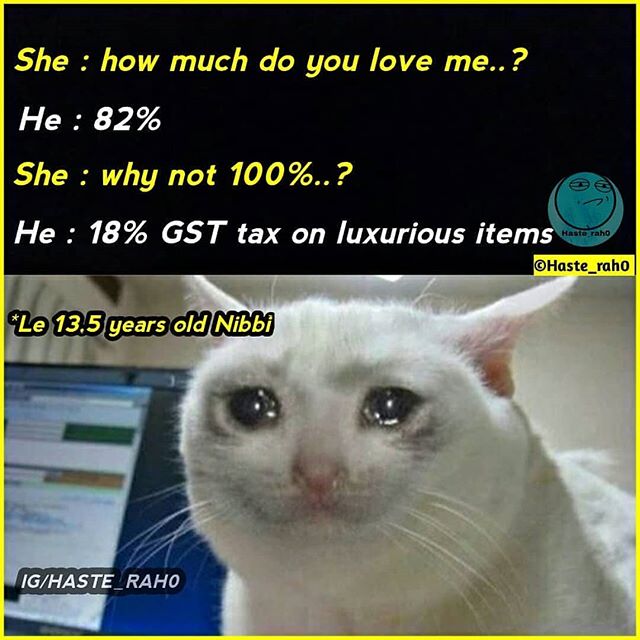 She : how much do you love me..?
He : 82%
She : why not 100%..?
He : 18% GST tax on luxurious items
Haste_rah0
©Haste_rah0
*Le 13.5 years old Nibbi
IG/HASTE_RAH0